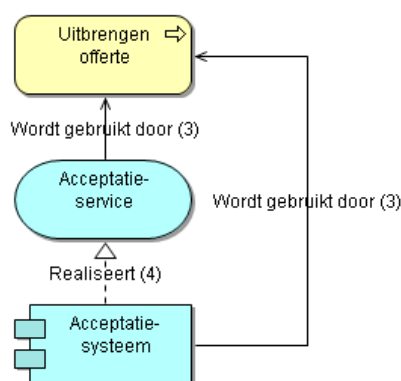 Uitbrengen
offerte
Wordt gebruikt door (3)
Acceptatie-
service
Wordt gebruikt door (3)
Realiseert (4)
Acceptatie-
systeem